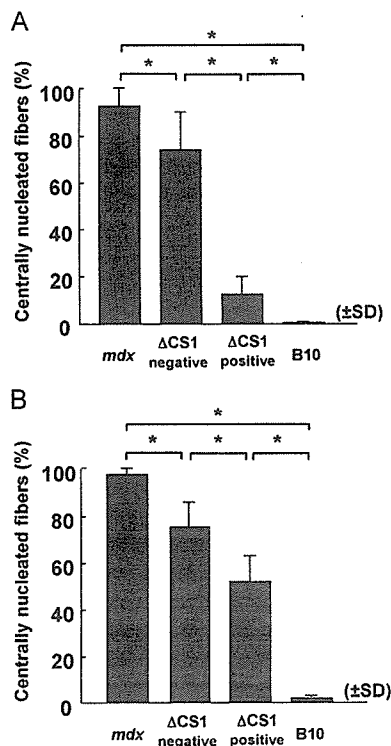 A
*
* * *
Centrally nucleated fibers (%)
100
80
60
40
20
0
(±SD)
mdx ΔCS1 negative ΔCS1 positive B10
B
*
* * *
Centrally nucleated fibers (%)
100
80
60
40
20
0
(±SD)
mdx ΔCS1 negative ΔCS1 positive B10